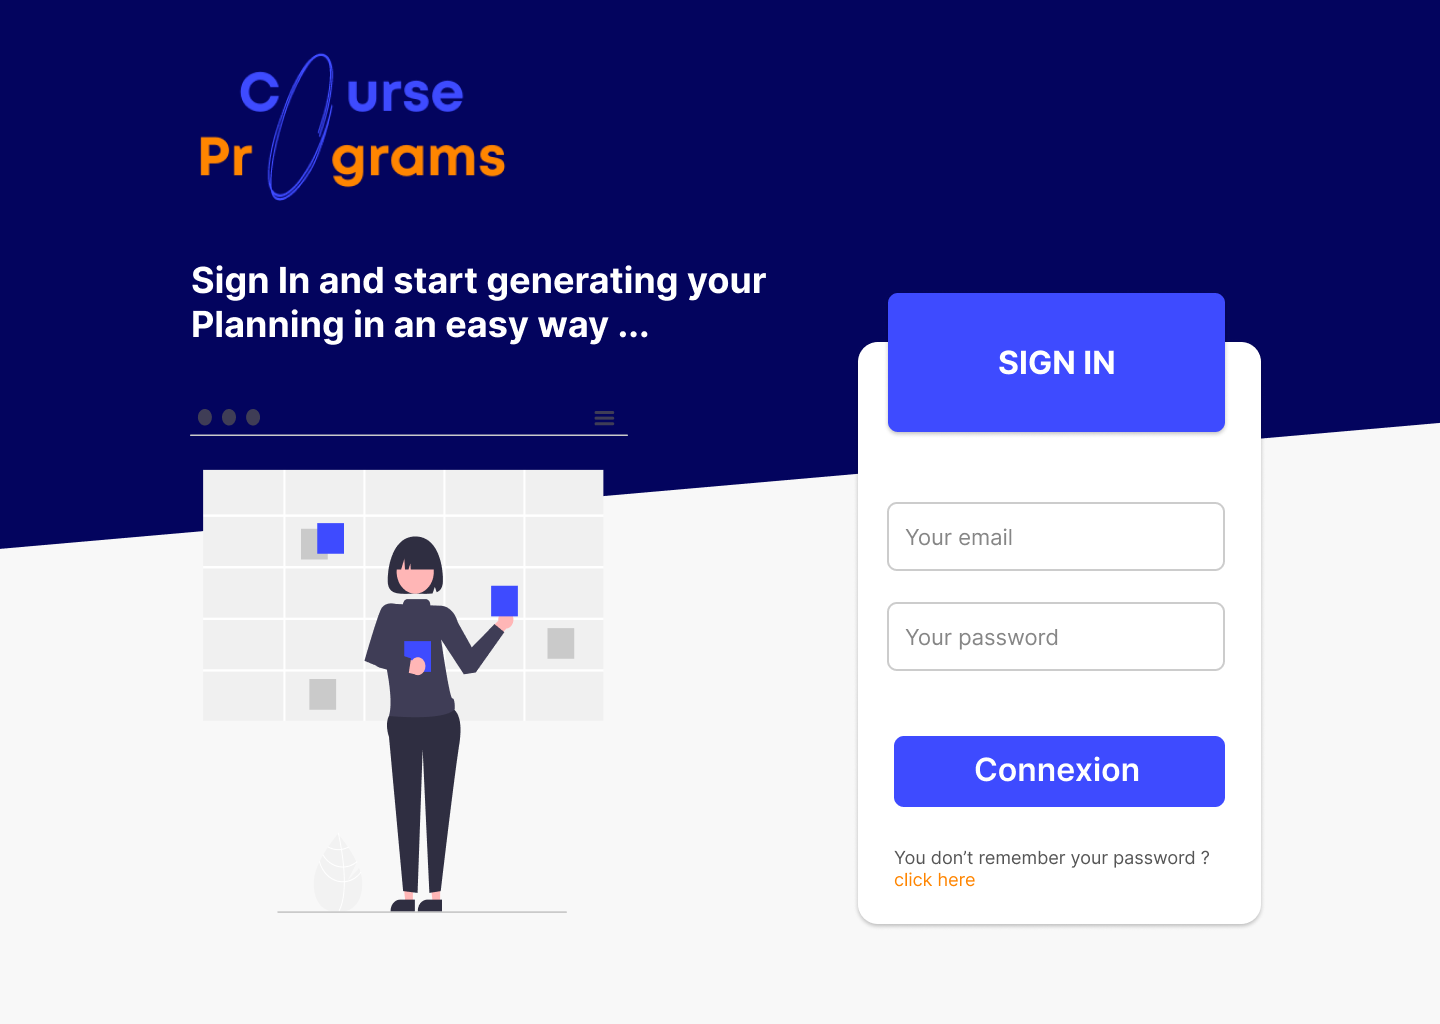 Course
Programs
Sign In and start generating your
Planning in an easy way ...
SIGN IN
Your email
Your password
Connexion
You don’t remember your password ?
click here